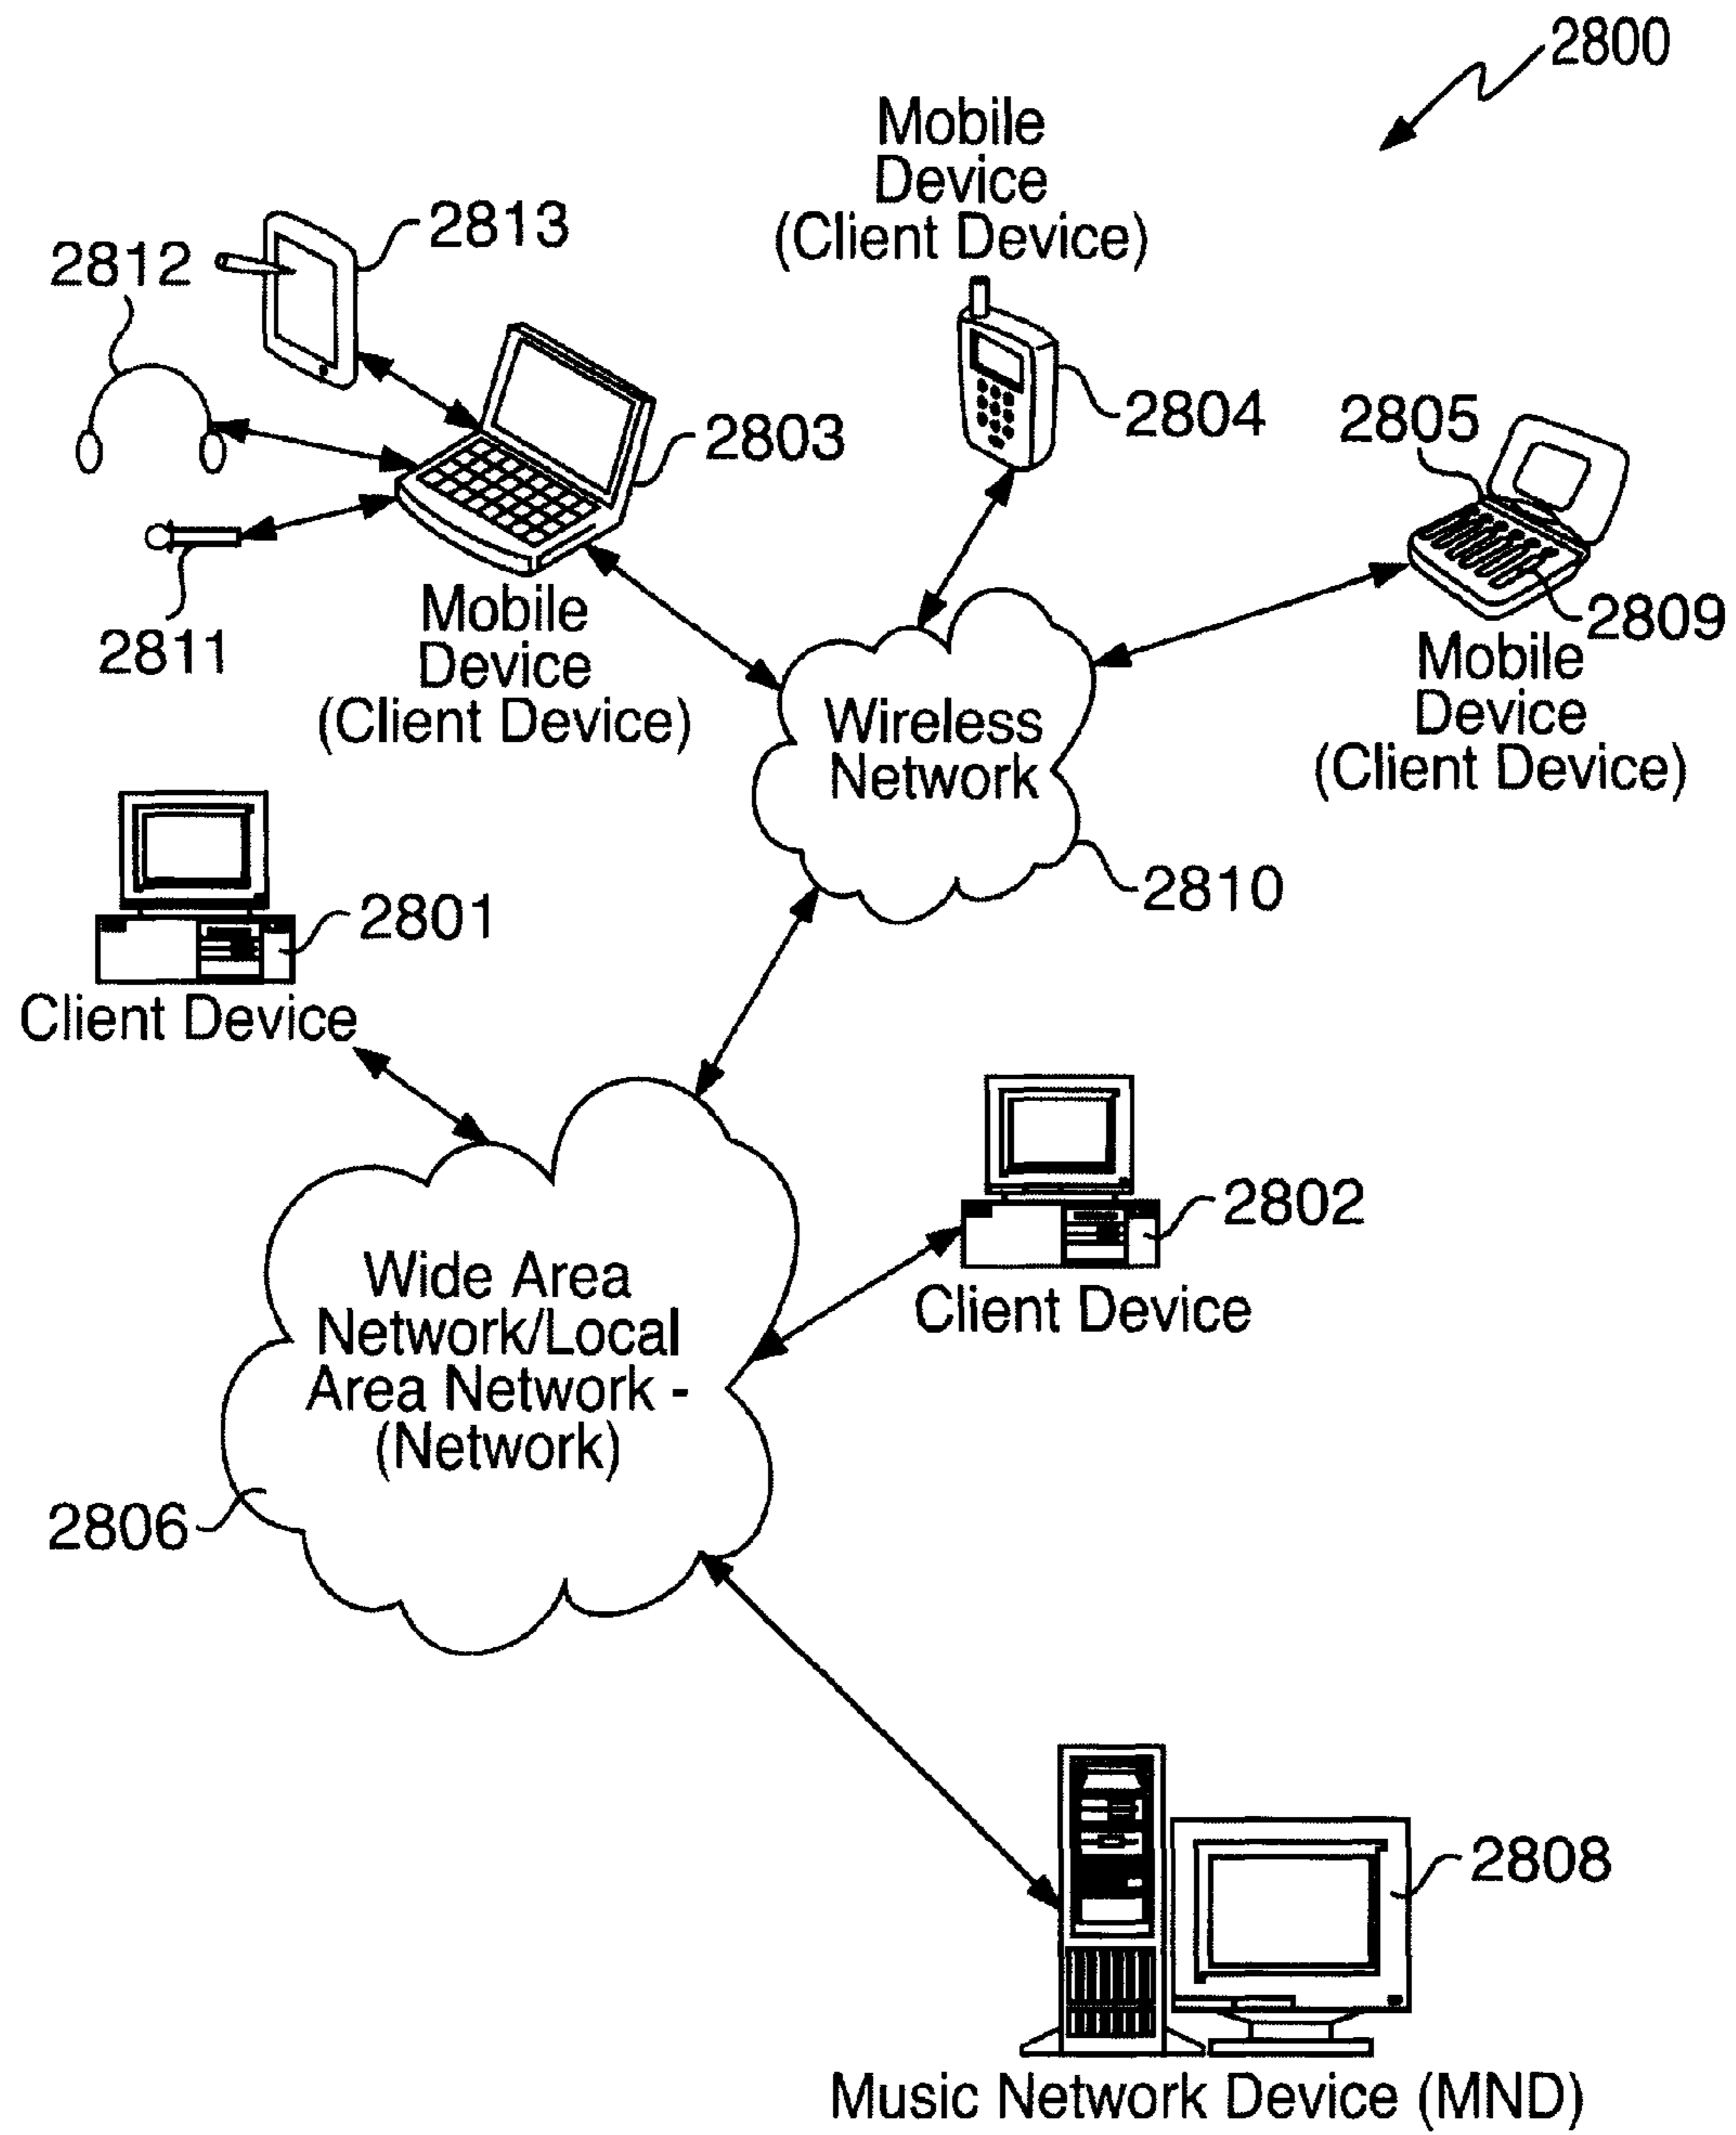 2800
Mobile
Device
(Client Device)
2813
2812
2804
2803
2805
2811
2809
Mobile
Device
(Client Device)
Mobile
Device
(Client Device)
Wireless
Network
2810
2801
Client Device
2802
Client Device
Wide Area
Network/Local
Area Network -
(Network)
2806
2808
Music Network Device (MND)